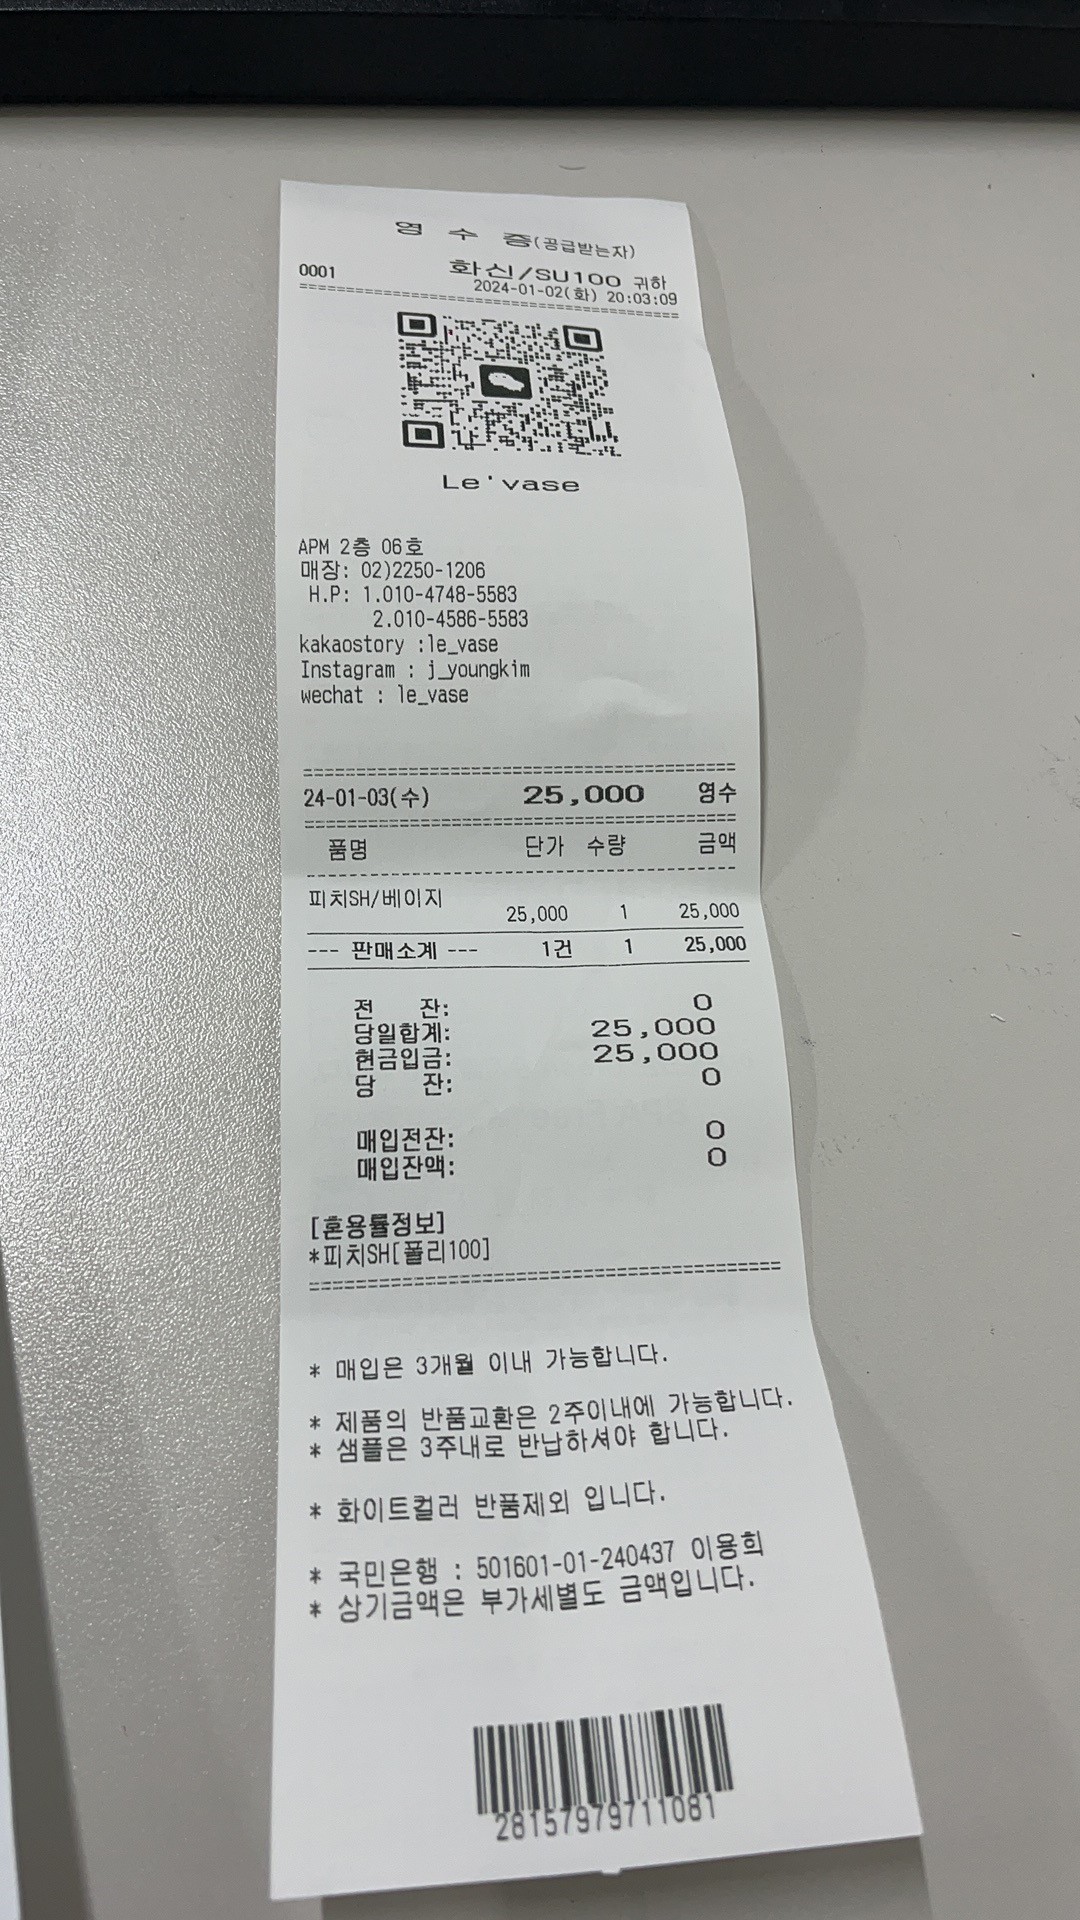 영 수 증(공급받는자)
0001 화신/SU100 귀하
2024-01-02(화) 20:03:09
Le'vase
APM 2층 06호
매장: 02)2250-1206
H.P: 1.010-4748-5583
2.010-4586-5583
kakaostory :le_vase
Instagram : j_youngkim
wechat : le_vase
24-01-03(수) 25,000 영수
품명 단가 수량 금액
피치SH/베이지
25,000 1 25,000
--- 판매소계 --- 1건 1 25,000
전 잔: 0
당일합계: 25,000
현금입금: 25,000
당 잔: 0
매입전잔: 0
매입잔액: 0
[혼용률정보]
*피치SH[폴리100]
* 매입은 3개월 이내 가능합니다.
* 제품의 반품교환은 2주이내에 가능합니다.
* 샘플은 3주내로 반납하셔야 합니다.
* 화이트컬러 반품제외 입니다.
* 국민은행 : 501601-01-240437 이용희
* 상기금액은 부가세별도 금액입니다.
28157979711081